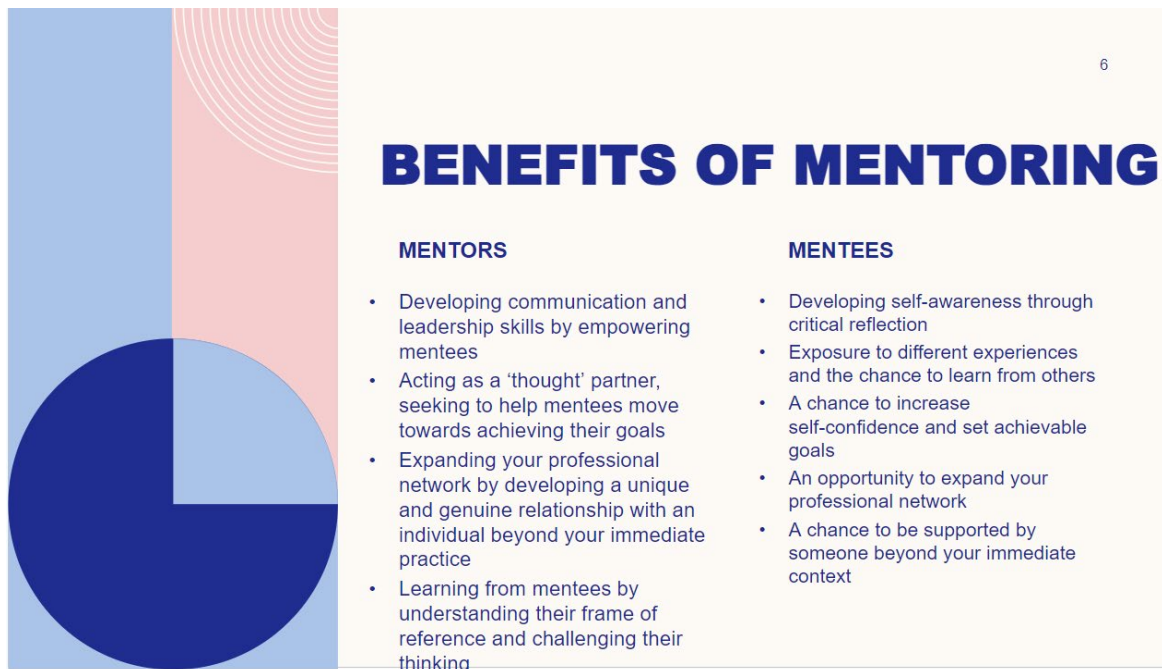 6
BENEFITS OF MENTORING
MENTORS
• Developing communication and
leadership skills by empowering
mentees
• Acting as a ‘thought’ partner,
seeking to help mentees move
towards achieving their goals
• Expanding your professional
network by developing a unique
and genuine relationship with an
individual beyond your immediate
practice
• Learning from mentees by
understanding their frame of
reference and challenging their
thinking
MENTEES
• Developing self-awareness through
critical reflection
• Exposure to different experiences
and the chance to learn from others
• A chance to increase
self-confidence and set achievable
goals
• An opportunity to expand your
professional network
• A chance to be supported by
someone beyond your immediate
context